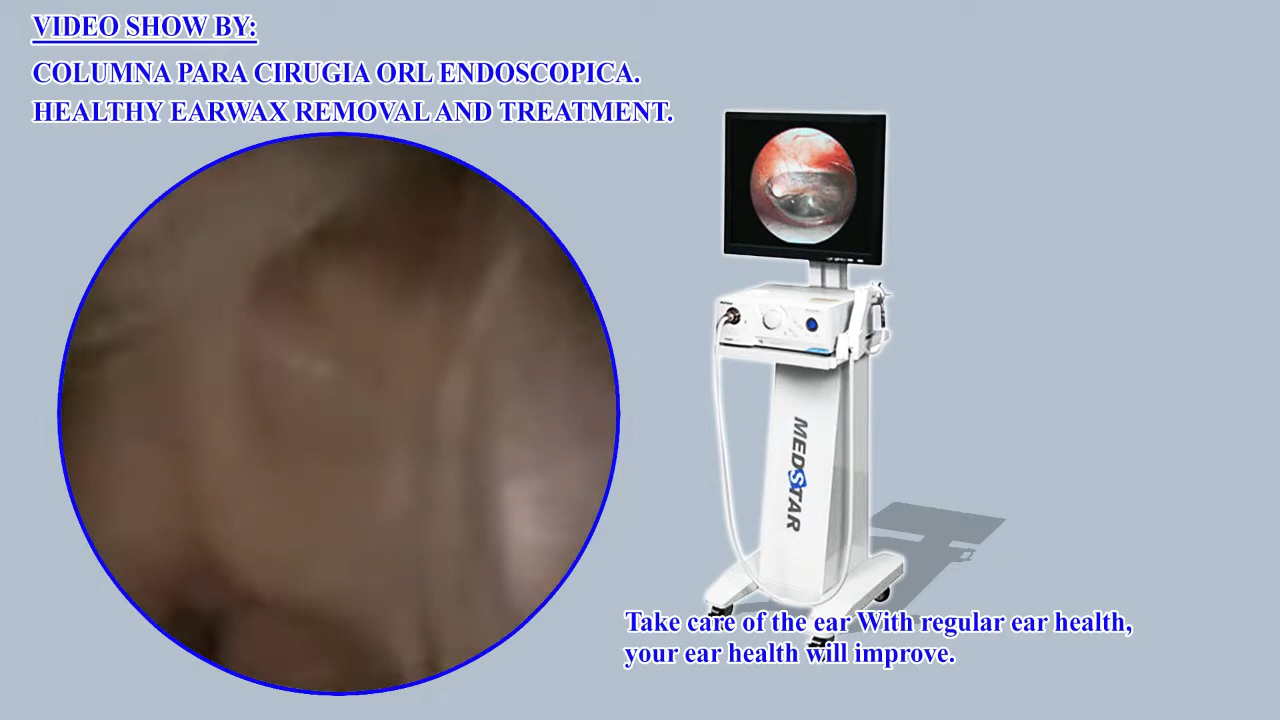 VIDEO SHOW BY:
COLUMNA PARA CIRUGIA ORL ENDOSCOPICA.
HEALTHY EARWAX REMOVAL AND TREATMENT.
MEDSTAR
Take care of the ear With regular ear health,
your ear health will improve.